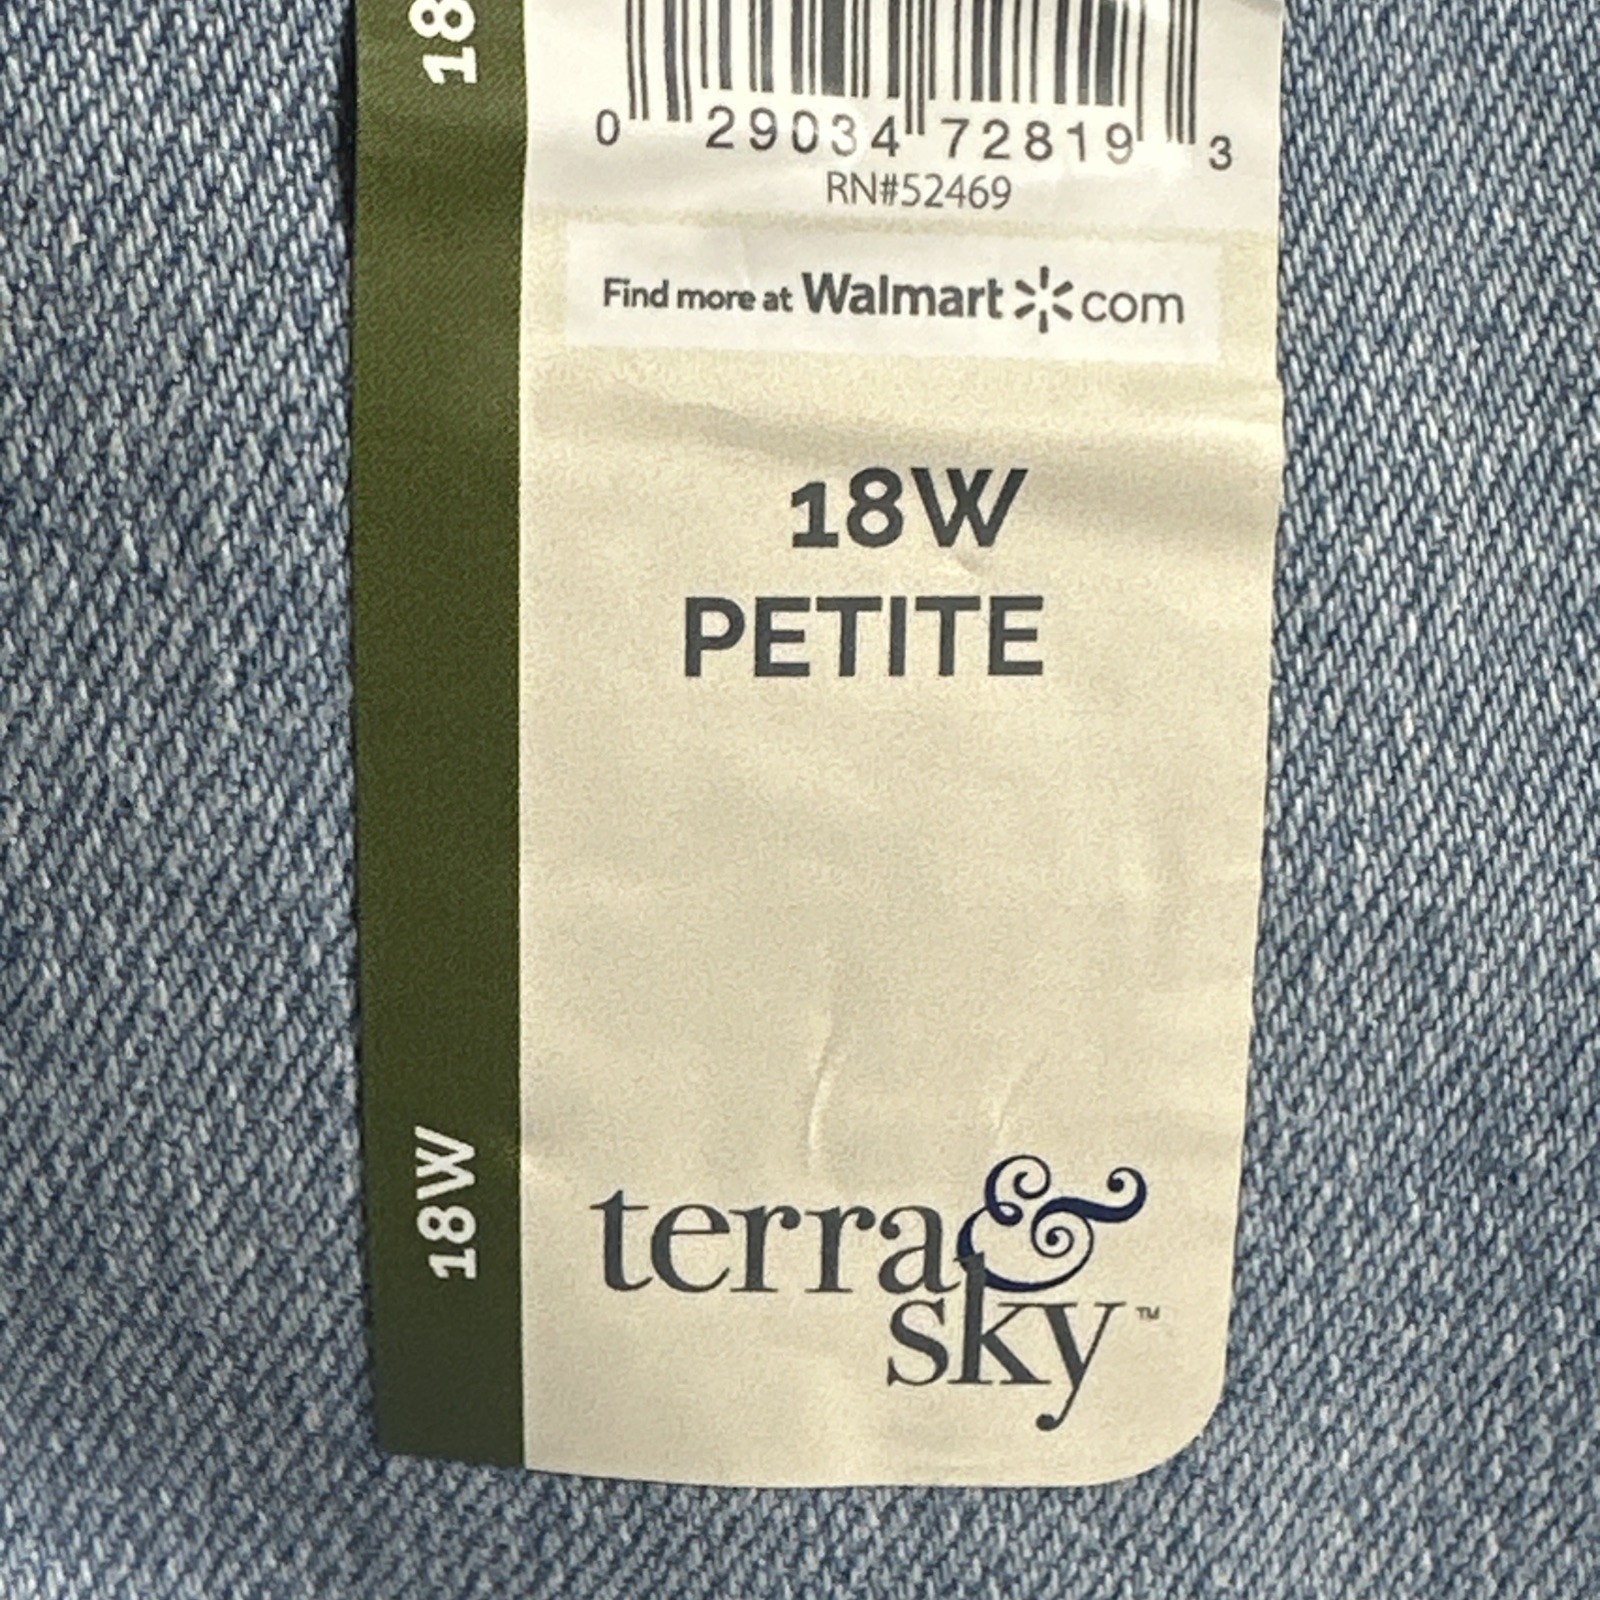 18
0 29034 72819 3
RN#52469
Find more at Walmart com
18W
PETITE
18W
terra &
sky™